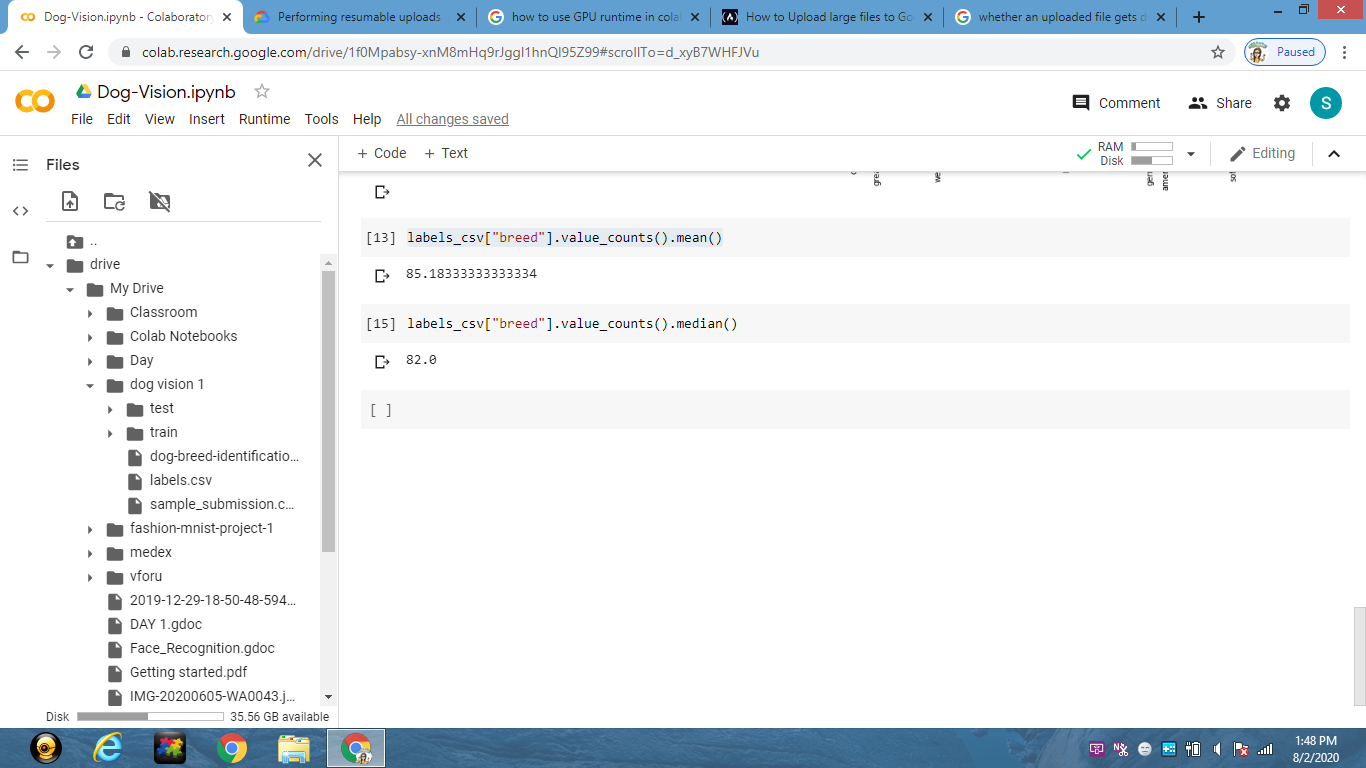 Dog-Vision.ipynb - Colaboratory
Performing resumable uploads
how to use GPU runtime in cola
How to Upload large files to Go
whether an uploaded file gets d
colab.research.google.com/drive/1f0Mpabsy-xnM8mHq9rJggI1hnQl95Z99#scrollTo=d_xyB7WHFJVu
Paused
CO Dog-Vision.ipynb
File Edit View Insert Runtime Tools Help All changes saved
Comment Share S
Files
+ Code + Text
RAM
Disk
Editing
..
drive
My Drive
Classroom
Colab Notebooks
Day
dog vision 1
test
train
dog-breed-identificatio...
labels.csv
sample_submission.c...
fashion-mnist-project-1
medex
vforu
2019-12-29-18-50-48-594...
DAY 1.gdoc
Face_Recognition.gdoc
Getting started.pdf
IMG-20200605-WA0043.j...
Disk 35.56 GB available
[13] labels_csv["breed"].value_counts().mean()
85.18333333333334
[15] labels_csv["breed"].value_counts().median()
82.0
[ ]
1:48 PM
8/2/2020